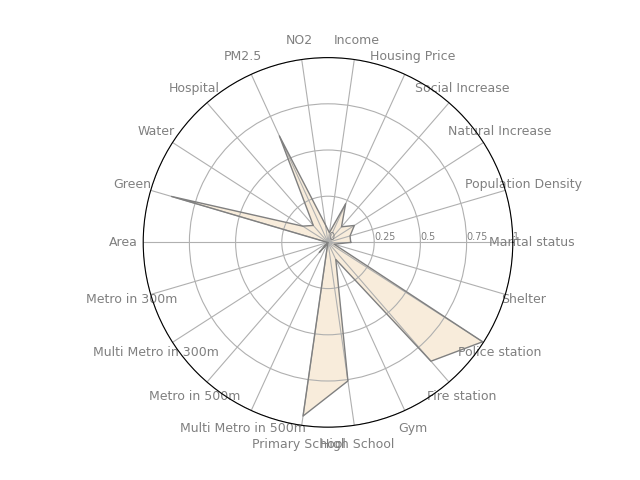 NO2
Income
PM2.5
Housing Price
Hospital
Social Increase
Water
Natural Increase
Green
Population Density
0
0.25
0.5
0.75
1
Area
Marital status
Metro in 300m
Shelter
Multi Metro in 300m
Police station
Metro in 500m
Fire station
Multi Metro in 500m
Gym
Primary School
High School